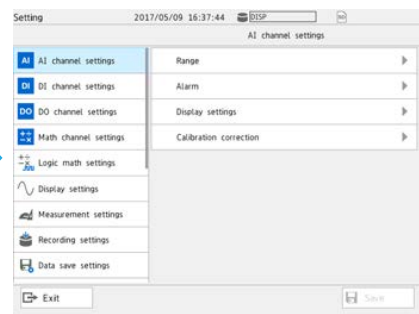 Setting 2017/05/09 16:37:44 DISP SD
AI channel settings
AI AI channel settings
Range
DI DI channel settings
Alarm
DO DO channel settings
Display settings
Math channel settings
Calibration correction
Logic math settings
Display settings
Measurement settings
Recording settings
Data save settings
Exit
Save